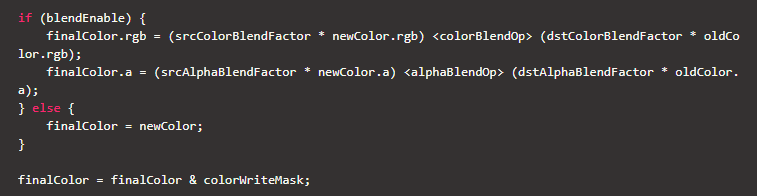 if (blendEnable) {
    finalColor.rgb = (srcColorBlendFactor * newColor.rgb) <colorBlendOp> (dstColorBlendFactor * oldCo
lor.rgb);
    finalColor.a = (srcAlphaBlendFactor * newColor.a) <alphaBlendOp> (dstAlphaBlendFactor * oldColor.
a);
} else {
    finalColor = newColor;
}

finalColor = finalColor & colorWriteMask;